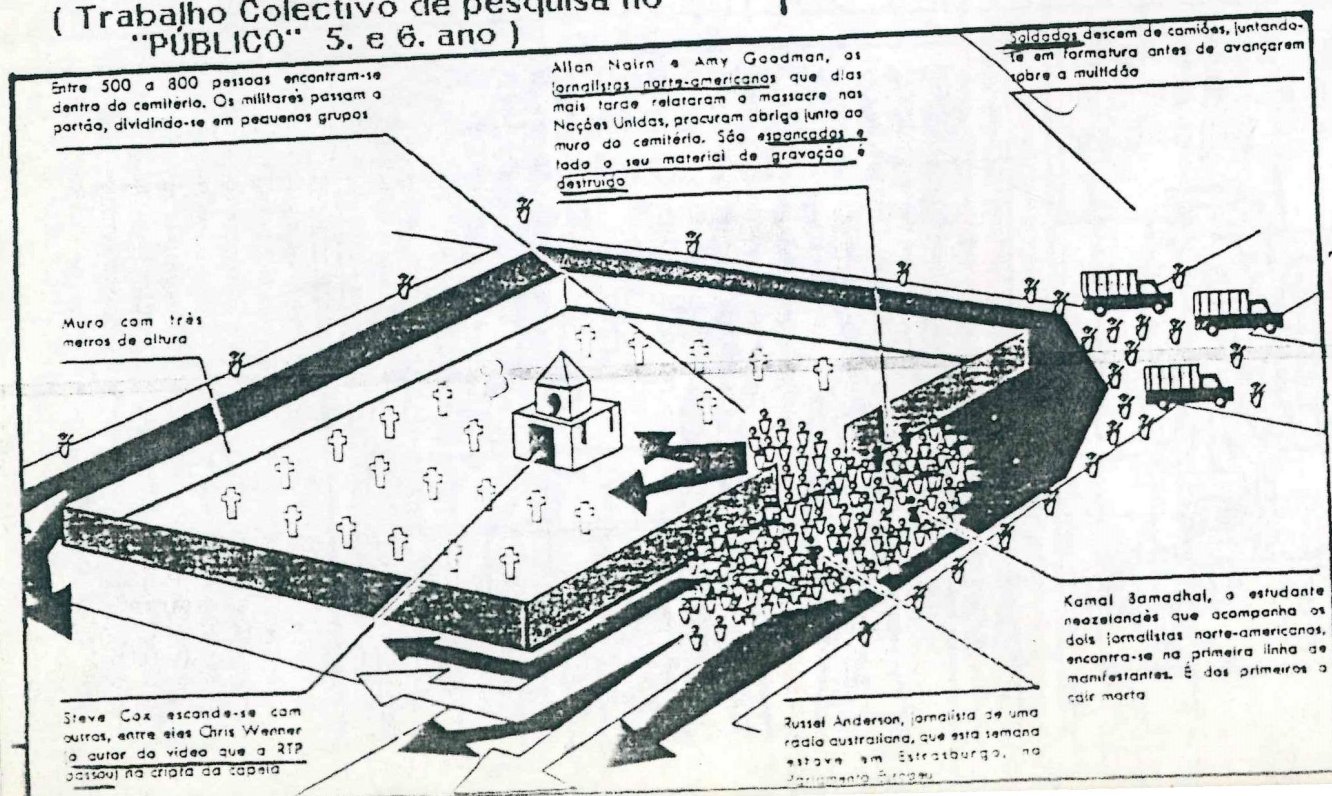 ( Trabalho Colectivo de pesquisa no
"PÚBLICO" 5. e 6. ano )
Entre 500 a 800 pessoas encontram-se
dentro do cemitério. Os militares passam o
portão, dividindo-se em pequenos grupos
Allan Nairn e Amy Goodman, os
jornalistas norte-americanos que dias
mais tarde relataram o massacre nas
Nações Unidas, procuram abrigo junto ao
muro do cemitério. São espancados e
todo o seu material de gravação é
destruído
Soldados descem de camiões, juntando-
se em formatura antes de avançarem
sobre a multidão
Muro com três
metros de altura
Steve Cox esconde-se com
outros, entre eles Chris Wenner
(o autor do vídeo que a RTP
passou) na cripta da capela
Russel Anderson, jornalista de uma
rádio australiana, que esta semana
esteve em Estrasburgo, no
Parlamento Europeu
Kamal Bamadhal, o estudante
neozelandês que acompanha os
dois jornalistas norte-americanos,
encontra-se na primeira linha de
manifestantes. É dos primeiros a
cair morto